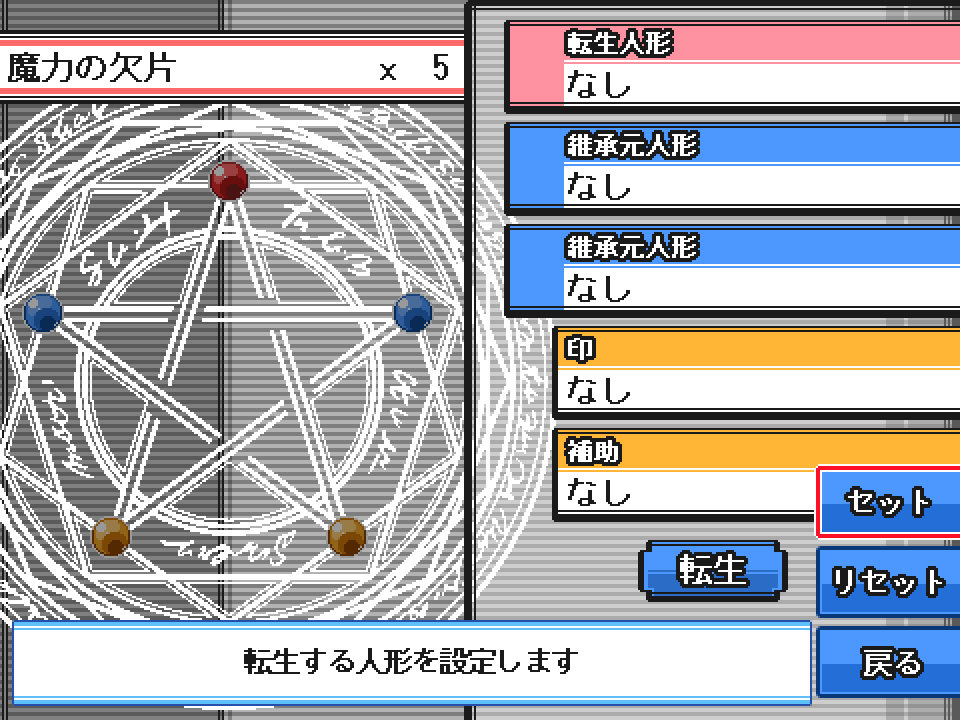 魔力の欠片 x 5
転生人形
なし
継承元人形
なし
継承元人形
なし
印
なし
補助
なし
セット
転生
リセット
転生する人形を設定します
戻る